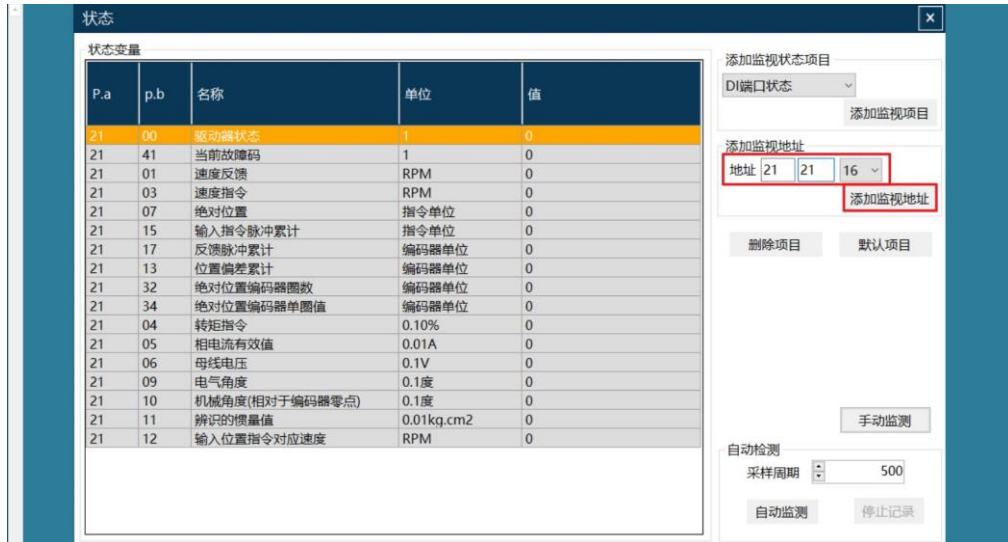 状态
状态变量
P.a p.b 名称 单位 值
21 00 驱动器状态 1 0
21 41 当前故障码 1 0
21 01 速度反馈 RPM 0
21 03 速度指令 RPM 0
21 07 绝对位置 指令单位 0
21 15 输入指令脉冲累计 指令单位 0
21 17 反馈脉冲累计 编码器单位 0
21 13 位置偏差累计 编码器单位 0
21 32 绝对位置编码器圈数 编码器单位 0
21 34 绝对位置编码器单圈值 编码器单位 0
21 04 转矩指令 0.10% 0
21 05 相电流有效值 0.01A 0
21 06 母线电压 0.1V 0
21 09 电气角度 0.1度 0
21 10 机械角度(相对于编码器零点) 0.1度 0
21 11 辨识的惯量值 0.01kg.cm2 0
21 12 输入位置指令对应速度 RPM 0
添加监视状态项目
DI端口状态
添加监视项目
添加监视地址
地址 21 21 16
添加监视地址
删除项目 默认项目
手动监测
自动检测
采样周期 500
自动监测 停止记录